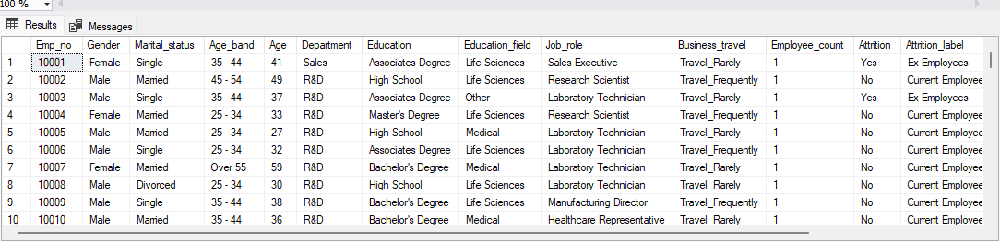 100 %
Results Messages
Emp_no Gender Marital_status Age_band Age Department Education Education_field Job_role Business_travel Employee_count Attrition Attrition_label
1 10001 Female Single 35 - 44 41 Sales Associates Degree Life Sciences Sales Executive Travel_Rarely 1 Yes Ex-Employees
2 10002 Male Married 45 - 54 49 R&D High School Life Sciences Research Scientist Travel_Frequently 1 No Current Employee
3 10003 Male Single 35 - 44 37 R&D Associates Degree Other Laboratory Technician Travel_Rarely 1 Yes Ex-Employees
4 10004 Female Married 25 - 34 33 R&D Master's Degree Life Sciences Research Scientist Travel_Frequently 1 No Current Employee
5 10005 Male Married 25 - 34 27 R&D High School Medical Laboratory Technician Travel_Rarely 1 No Current Employee
6 10006 Male Single 25 - 34 32 R&D Associates Degree Life Sciences Laboratory Technician Travel_Frequently 1 No Current Employee
7 10007 Female Married Over 55 59 R&D Bachelor's Degree Medical Laboratory Technician Travel_Rarely 1 No Current Employee
8 10008 Male Divorced 25 - 34 30 R&D High School Life Sciences Laboratory Technician Travel_Rarely 1 No Current Employee
9 10009 Male Single 35 - 44 38 R&D Bachelor's Degree Life Sciences Manufacturing Director Travel_Frequently 1 No Current Employee
10 10010 Male Married 35 - 44 36 R&D Bachelor's Degree Medical Healthcare Representative Travel_Rarely 1 No Current Employee